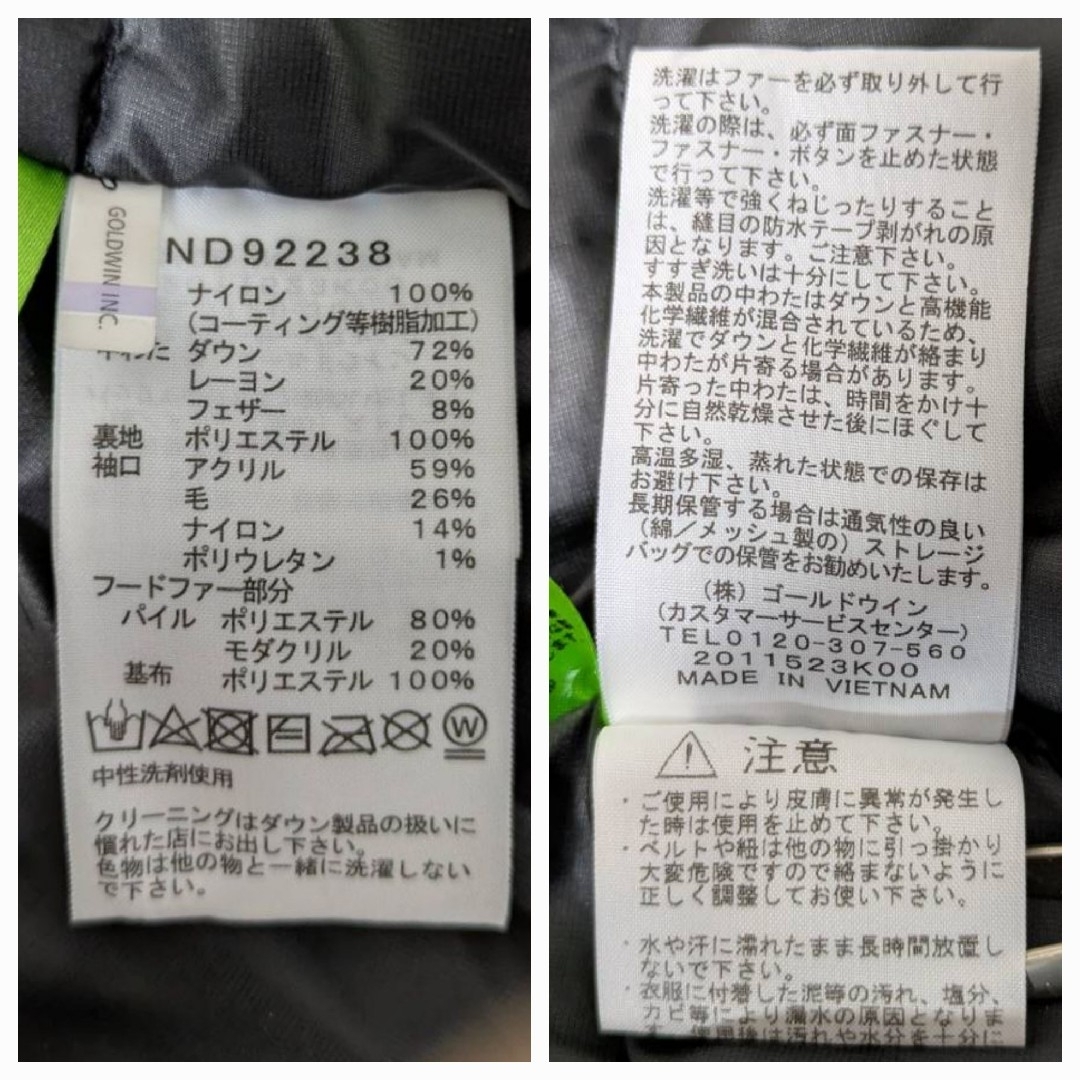 GOLDWIN INC.
ND92238
ナイロン 100%
(コーティング等樹脂加工)
中わた ダウン 72%
レーヨン 20%
フェザー 8%
裏地 ポリエステル 100%
袖口 アクリル 59%
毛 26%
ナイロン 14%
ポリウレタン 1%
フードファー部分
パイル ポリエステル 80%
モダクリル 20%
基布 ポリエステル 100%
W
中性洗剤使用
クリーニングはダウン製品の扱いに
慣れた店にお出し下さい。
色物は他の物と一緒に洗濯しない
で下さい。
洗濯はファーを必ず取り外して行
って下さい。
洗濯の際は、必ず面ファスナー・
ファスナー・ボタンを止めた状態
で行って下さい。
洗濯等で強くねじったりすること
は、縫目の防水テープ剥がれの原
因となります。ご注意下さい。
すすぎ洗いは十分にして下さい。
本製品の中わたはダウンと高機能
化学繊維が混合されているため、
洗濯でダウンと化学繊維が絡まり
中わたが片寄る場合があります。
片寄った中わたは、時間をかけ十
分に自然乾燥させた後にほぐして
下さい。
高温多湿、蒸れた状態での保存は
お避け下さい。
長期保管する場合は通気性の良い
(綿/メッシュ製の)ストレージ
バッグでの保管をお勧めいたします。
(株)ゴールドウイン
(カスタマーサービスセンター)
TEL0120-307-560
2011523K00
MADE IN VIETNAM
注意
・ご使用により皮膚に異常が発生し
た時は使用を止めて下さい。
・ベルトや紐は他の物に引っ掛かり
大変危険ですので絡まないように
正しく調整してお使い下さい。
・水や汗に濡れたまま長時間放置し
ないで下さい。
・衣服に付着した泥等の汚れ、塩分、
カビ等により漏水の原因となりま
す。使用後は汚れや水分を十分に